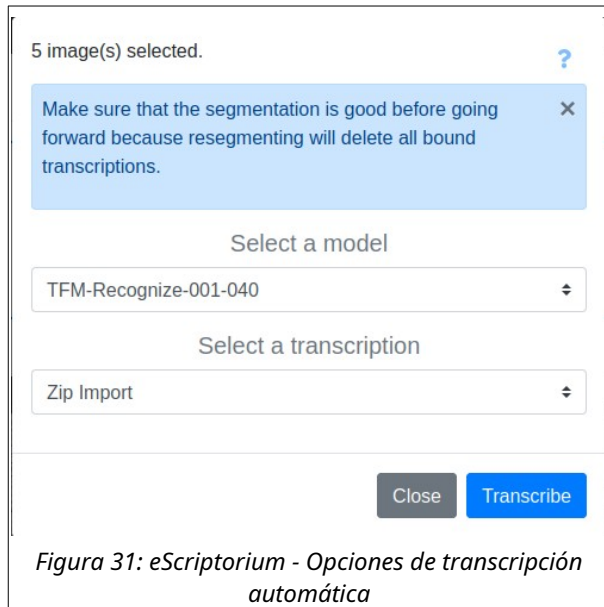 5 image(s) selected.
?
Make sure that the segmentation is good before going
forward because resegmenting will delete all bound
transcriptions.
×
Select a model
TFM-Recognize-001-040
Select a transcription
Zip Import
Close
Transcribe
Figura 31: eScriptorium - Opciones de transcripción
automática